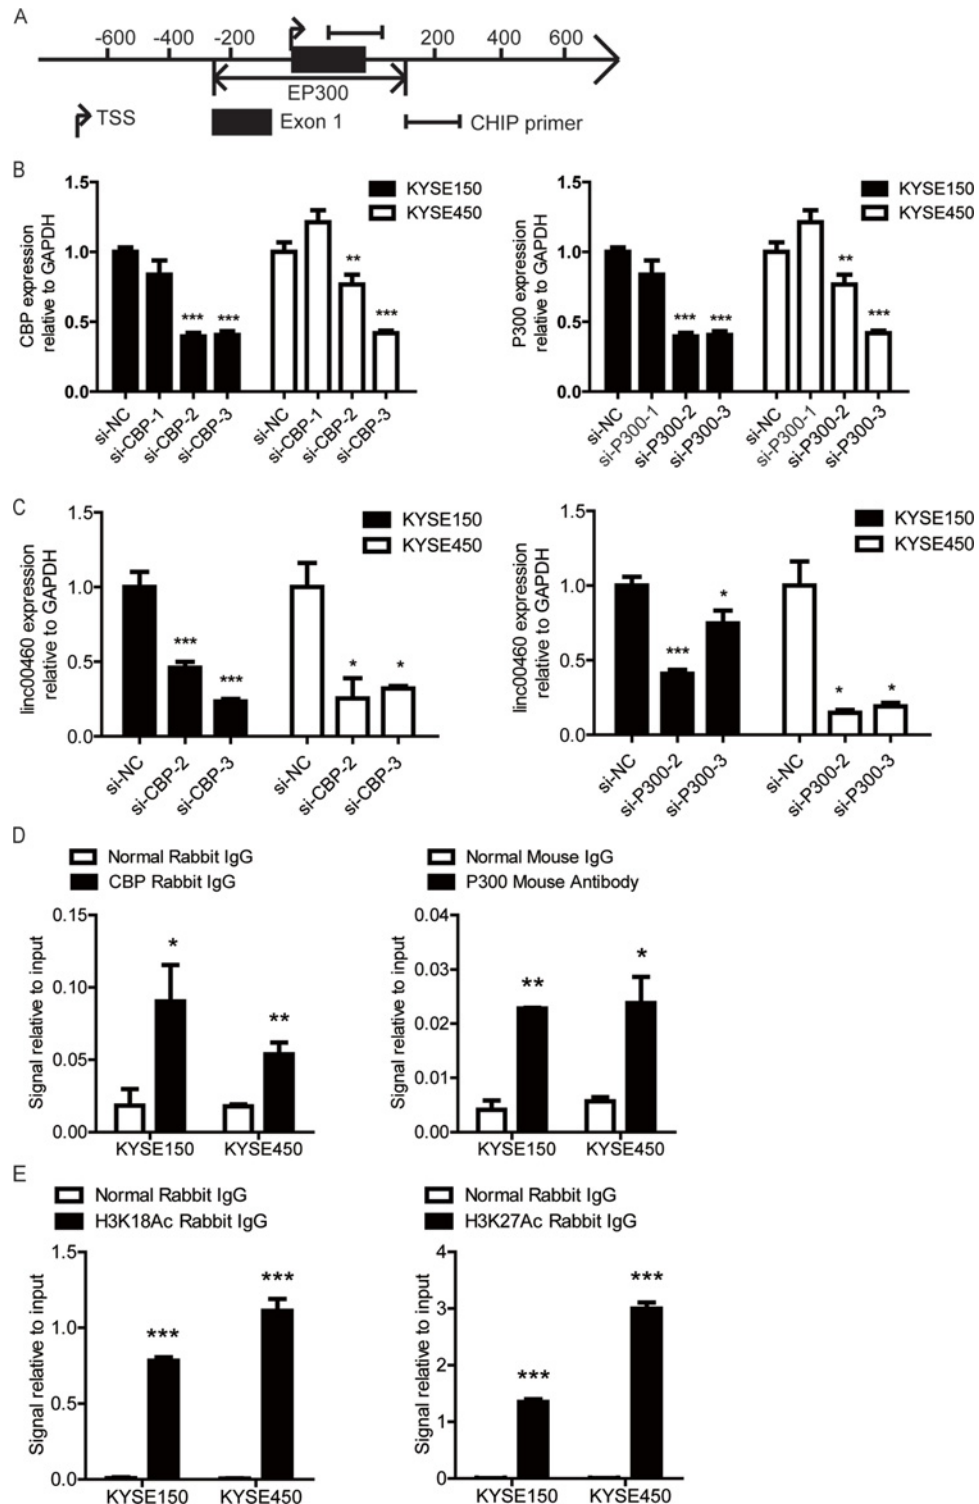 A
-600 -400 -200 200 400 600
EP300
TSS Exon 1 CHIP primer
B
CBP expression
relative to GAPDH
1.5
1.0
0.5
0.0
KYSE150
KYSE450
*** *** ** ***
si-NC
si-CBP-1
si-CBP-2
si-CBP-3
si-NC
si-CBP-1
si-CBP-2
si-CBP-3
P300 expression
relative to GAPDH
1.5
1.0
0.5
0.0
KYSE150
KYSE450
*** *** ** ***
si-NC
si-P300-1
si-P300-2
si-P300-3
si-NC
si-P300-1
si-P300-2
si-P300-3
C
linc00460 expression
relative to GAPDH
1.5
1.0
0.5
0.0
KYSE150
KYSE450
*** *** * *
si-NC
si-CBP-2
si-CBP-3
si-NC
si-CBP-2
si-CBP-3
linc00460 expression
relative to GAPDH
1.5
1.0
0.5
0.0
KYSE150
KYSE450
*** * * *
si-NC
si-P300-2
si-P300-3
si-NC
si-P300-2
si-P300-3
D
Normal Rabbit IgG
CBP Rabbit IgG
Signal relative to input
0.15
0.10
0.05
0.00
* **
KYSE150 KYSE450
Normal Mouse IgG
P300 Mouse Antibody
Signal relative to input
0.04
0.03
0.02
0.01
0.00
** *
KYSE150 KYSE450
E
Normal Rabbit IgG
H3K18Ac Rabbit IgG
Signal relative to input
1.5
1.0
0.5
0.0
*** ***
KYSE150 KYSE450
Normal Rabbit IgG
H3K27Ac Rabbit IgG
Signal relative to input
4
3
2
1
0
*** ***
KYSE150 KYSE450